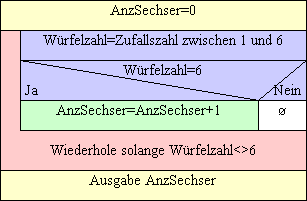 AnzSechser=0
Würfelzahl=Zufallszahl zwischen 1 und 6
Würfelzahl=6
Ja
Nein
AnzSechser=AnzSechser+1
ø
Wiederhole solange Würfelzahl<>6
Ausgabe AnzSechser